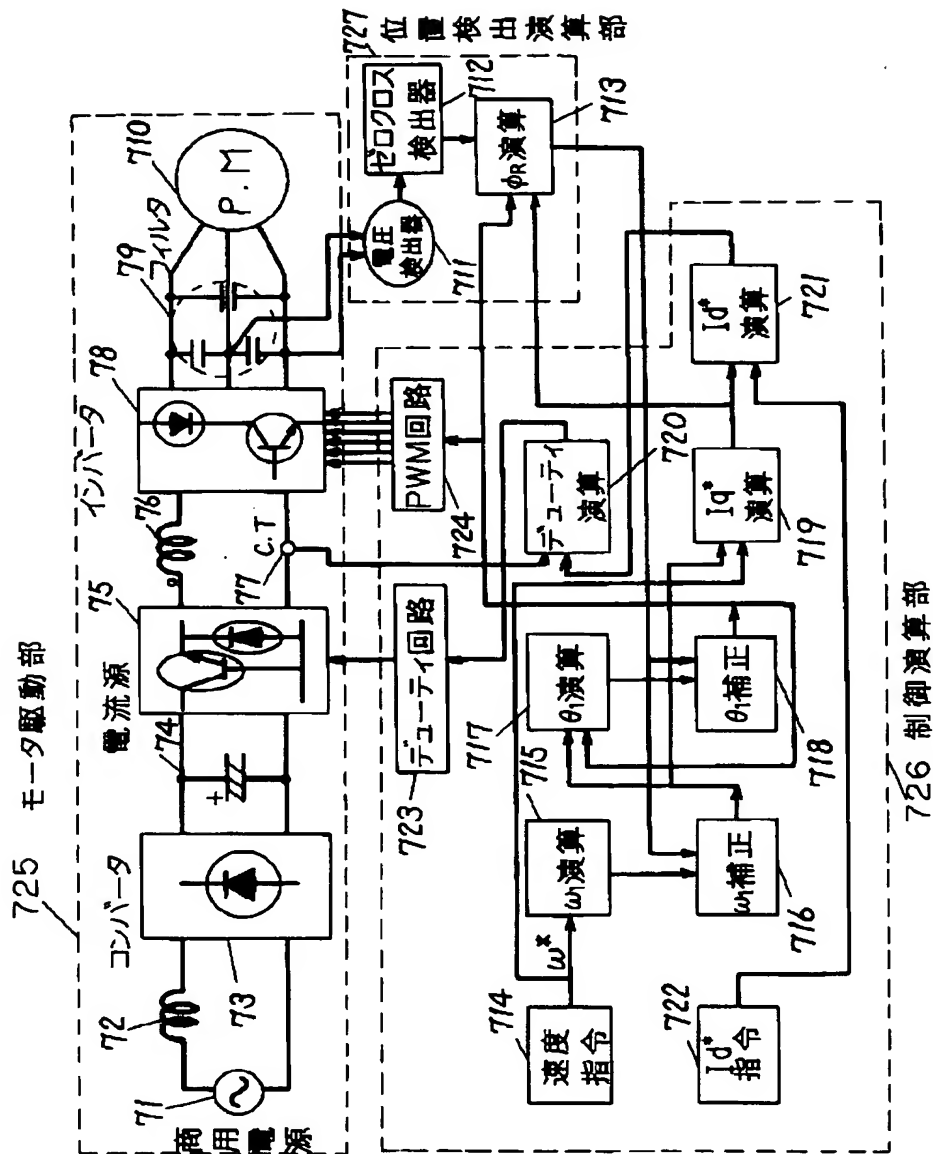 725 モータ駆動部
商用電源
71
72
コンバータ
73
+
74
電流源
75
76
ℓ
C.T
77
インバータ
78
79
フィルタ
710
P.M
727
位置検出演算部
電圧
検出器
711
ゼロクロス
検出器
712
φR演算
713
デューティ回路
723
PWM回路
724
速度
指令
714
ω*
ω1演算
715
ω1補正
716
θ1演算
717
θ1補正
718
デューティ
演算
720
Iq*
演算
719
Id*
演算
721
Id*
指令
722
726 制御演算部